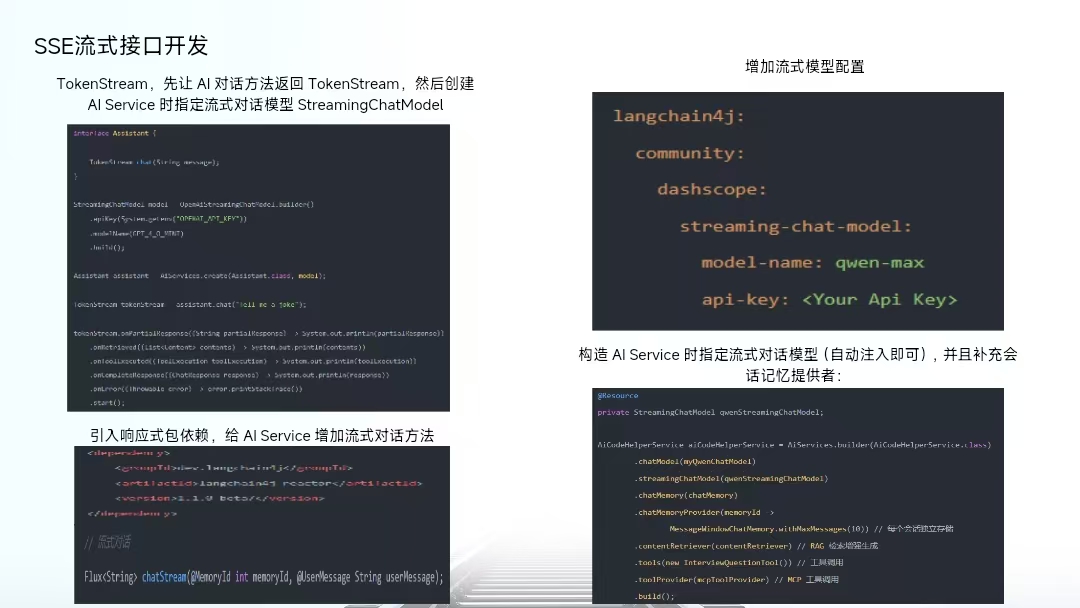 SSE流式接口开发
TokenStream，先让 AI 对话方法返回 TokenStream，然后创建
AI Service 时指定流式对话模型 StreamingChatModel
interface Assistant {
TokenStream chat(String message);
}
StreamingChatModel model = OpenAiStreamingChatModel.builder()
.apiKey(System.getenv("OPENAI_API_KEY"))
.modelName(GPT_4_O_MINI)
.build();
Assistant assistant = AiServices.create(Assistant.class, model);
TokenStream tokenStream = assistant.chat("Tell me a joke");
tokenStream.onPartialResponse((String partialResponse) -> System.out.println(partialResponse))
.onRetrieved((List<Content> contents) -> System.out.println(contents))
.onToolExecuted((ToolExecution toolExecution) -> System.out.println(toolExecution))
.onCompleteResponse((ChatResponse response) -> System.out.println(response))
.onError((Throwable error) -> error.printStackTrace())
.start();
引入响应式包依赖，给 AI Service 增加流式对话方法
<dependency>
<groupId>dev.langchain4j</groupId>
<artifactId>langchain4j-reactor</artifactId>
<version>1.1.0-beta7</version>
</dependency>
// 流式对话
Flux<String> chatStream(@MemoryId int memoryId, @UserMessage String userMessage);
增加流式模型配置
langchain4j:
community:
dashscope:
streaming-chat-model:
model-name: qwen-max
api-key: <Your Api Key>
构造 AI Service 时指定流式对话模型（自动注入即可），并且补充会
话记忆提供者：
@Resource
private StreamingChatModel qwenStreamingChatModel;
AiCodeHelperService aiCodeHelperService = AiServices.builder(AiCodeHelperService.class)
.chatModel(myQwenChatModel)
.streamingChatModel(qwenStreamingChatModel)
.chatMemory(chatMemory)
.chatMemoryProvider(memoryId ->
MessageWindowChatMemory.withMaxMessages(10)) // 每个会话独立存储
.contentRetriever(contentRetriever) // RAG 检索增强生成
.tools(new InterviewQuestionTool()) // 工具调用
.toolProvider(mcpToolProvider) // MCP 工具调用
.build();